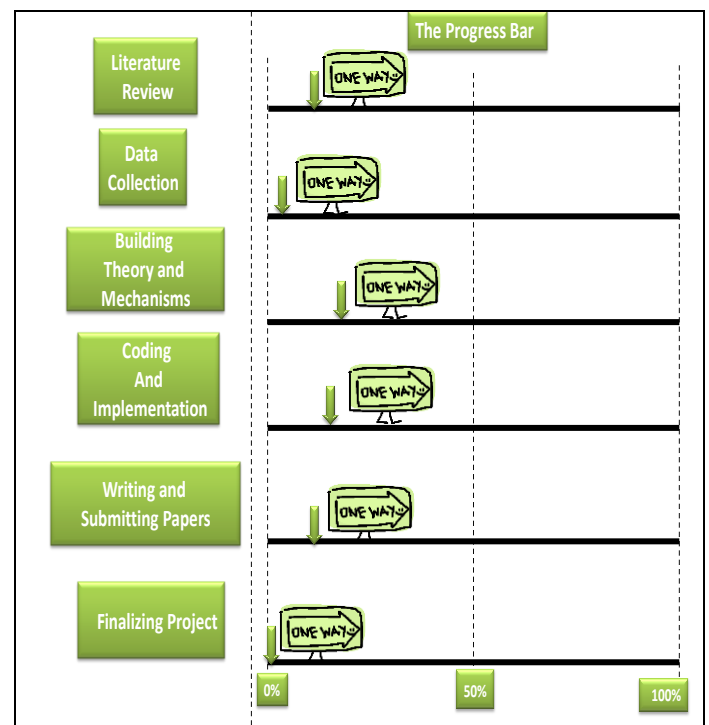 The Progress Bar
Literature
Review
ONE WAY
Data
Collection
ONE WAY
Building
Theory and
Mechanisms
ONE WAY
Coding
And
Implementation
ONE WAY
Writing and
Submitting Papers
ONE WAY
Finalizing Project
ONE WAY
0%
50%
100%